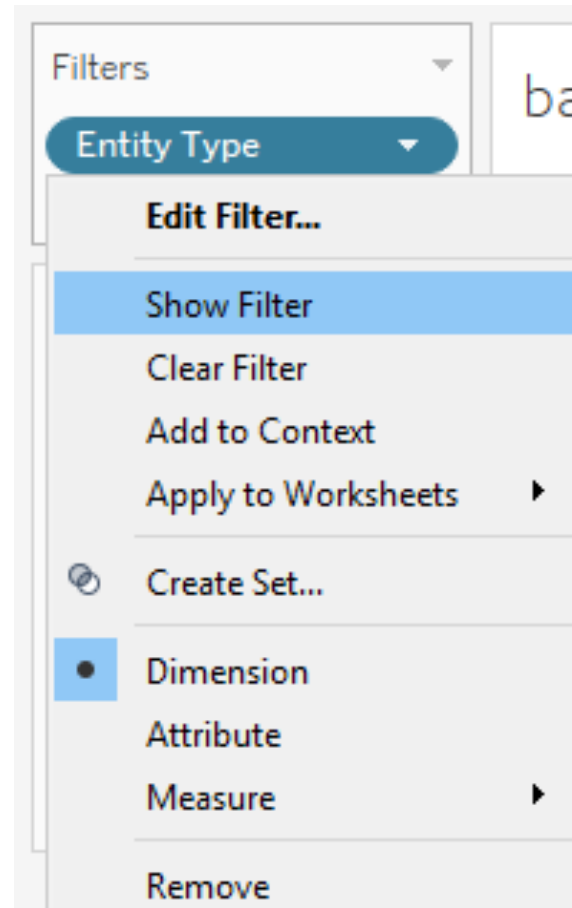 Filters
ba
Entity Type
Edit Filter...
Show Filter
Clear Filter
Add to Context
Apply to Worksheets
Create Set...
Dimension
Attribute
Measure
Remove